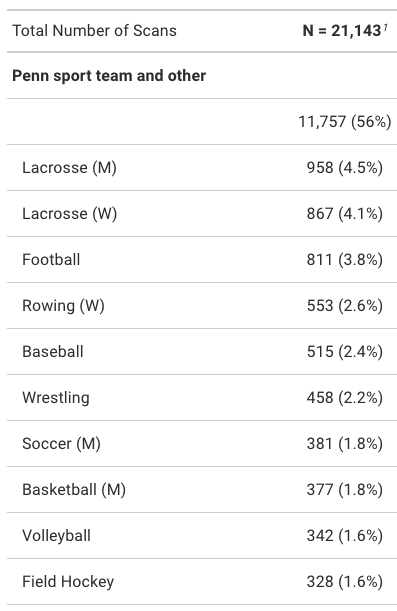 Total Number of Scans N = 21,143¹
Penn sport team and other
11,757 (56%)
Lacrosse (M) 958 (4.5%)
Lacrosse (W) 867 (4.1%)
Football 811 (3.8%)
Rowing (W) 553 (2.6%)
Baseball 515 (2.4%)
Wrestling 458 (2.2%)
Soccer (M) 381 (1.8%)
Basketball (M) 377 (1.8%)
Volleyball 342 (1.6%)
Field Hockey 328 (1.6%)